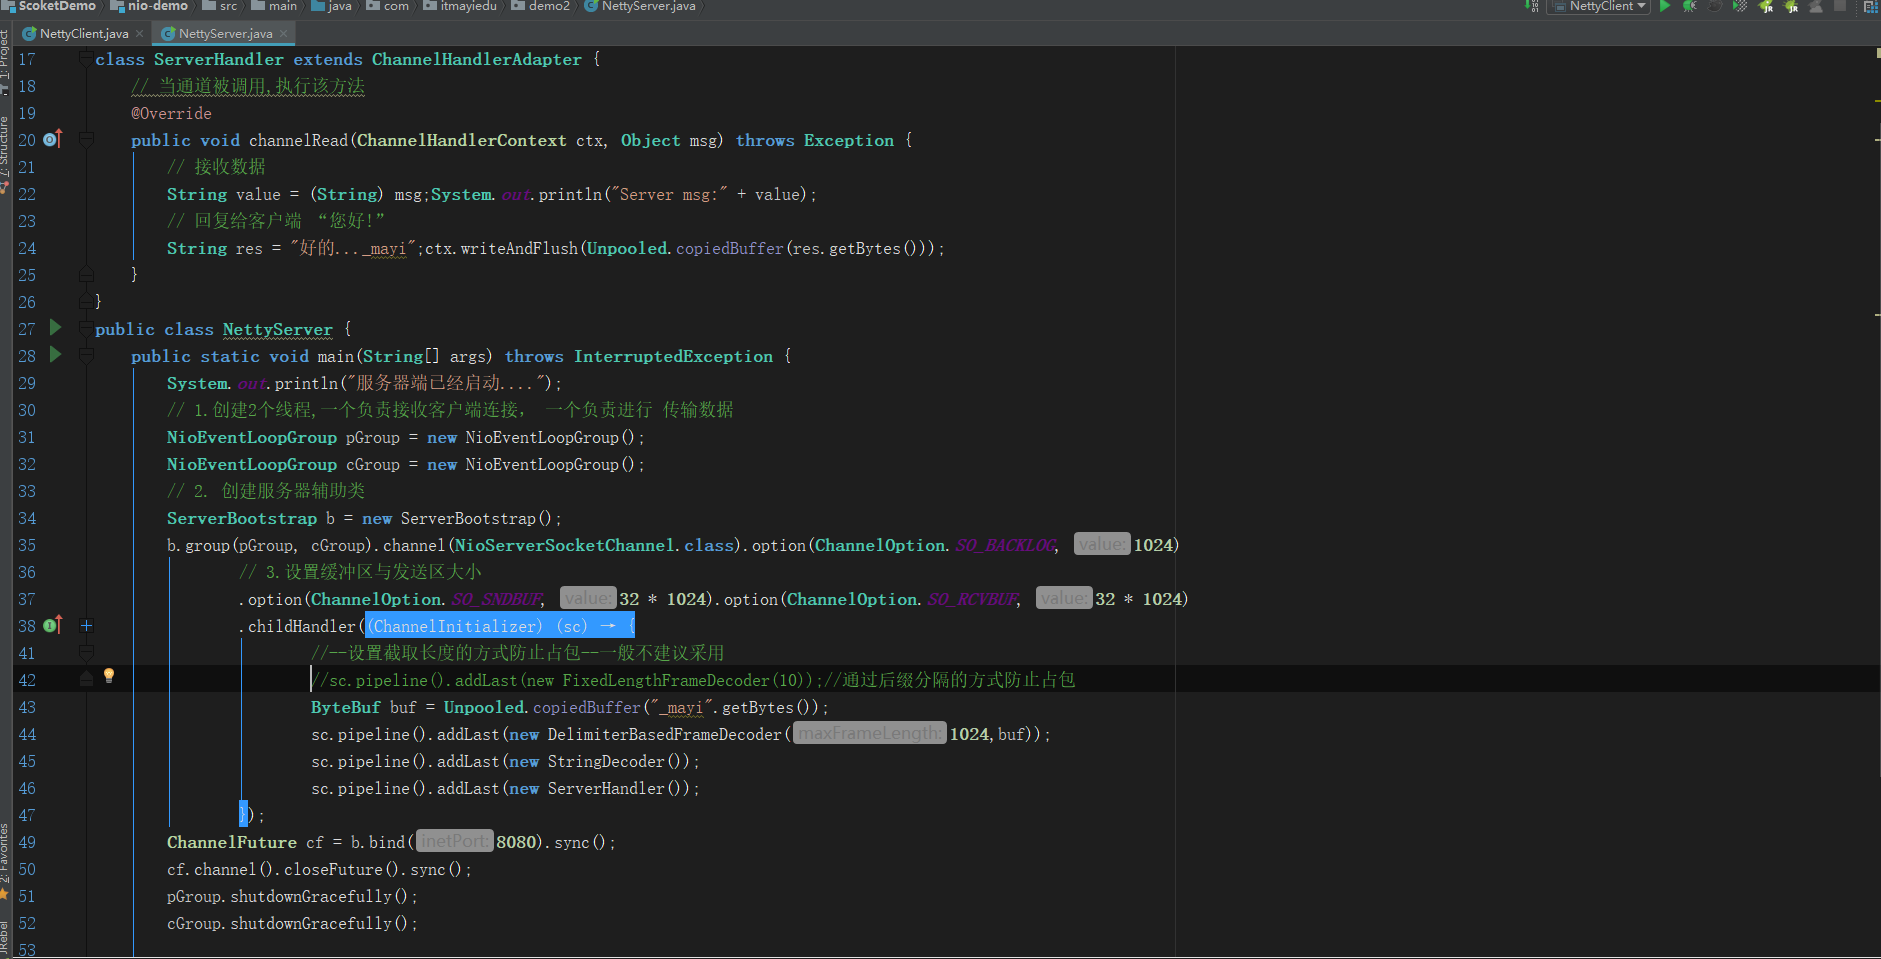 ScoketDemo nio-demo src main java com itmayiedu demo2 NettyServer.java NettyClient
NettyClient.java NettyServer.java
1: Project
7: Structure
2: Favorites
JRebel
17 class ServerHandler extends ChannelHandlerAdapter {
18 // 当通道被调用,执行该方法
19 @Override
20 public void channelRead(ChannelHandlerContext ctx, Object msg) throws Exception {
21 // 接收数据
22 String value = (String) msg;System.out.println("Server msg:" + value);
23 // 回复给客户端 “您好!”
24 String res = "好的..._mayi";ctx.writeAndFlush(Unpooled.copiedBuffer(res.getBytes()));
25 }
26 }
27 public class NettyServer {
28 public static void main(String[] args) throws InterruptedException {
29 System.out.println("服务器端已经启动....");
30 // 1.创建2个线程,一个负责接收客户端连接， 一个负责进行 传输数据
31 NioEventLoopGroup pGroup = new NioEventLoopGroup();
32 NioEventLoopGroup cGroup = new NioEventLoopGroup();
33 // 2. 创建服务器辅助类
34 ServerBootstrap b = new ServerBootstrap();
35 b.group(pGroup, cGroup).channel(NioServerSocketChannel.class).option(ChannelOption.SO_BACKLOG, value: 1024)
36 // 3.设置缓冲区与发送区大小
37 .option(ChannelOption.SO_SNDBUF, value: 32 * 1024).option(ChannelOption.SO_RCVBUF, value: 32 * 1024)
38 .childHandler((ChannelInitializer) (sc) → {
41 //--设置截取长度的方式防止占包--一般不建议采用
42 //sc.pipeline().addLast(new FixedLengthFrameDecoder(10));//通过后缀分隔的方式防止占包
43 ByteBuf buf = Unpooled.copiedBuffer("_mayi".getBytes());
44 sc.pipeline().addLast(new DelimiterBasedFrameDecoder( maxFrameLength: 1024,buf));
45 sc.pipeline().addLast(new StringDecoder());
46 sc.pipeline().addLast(new ServerHandler());
47 });
49 ChannelFuture cf = b.bind( inetPort: 8080).sync();
50 cf.channel().closeFuture().sync();
51 pGroup.shutdownGracefully();
52 cGroup.shutdownGracefully();
53